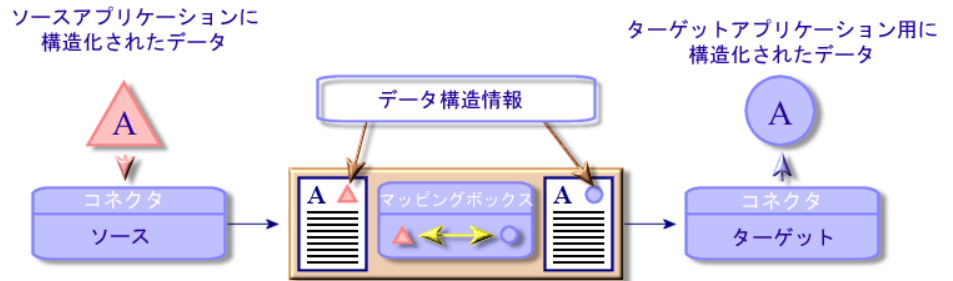 ソースアプリケーションに
構造化されたデータ
ターゲットアプリケーション用に
構造化されたデータ
データ構造情報
A
A
コネクタ
ソース
A
マッピングボックス
A
コネクタ
ターゲット